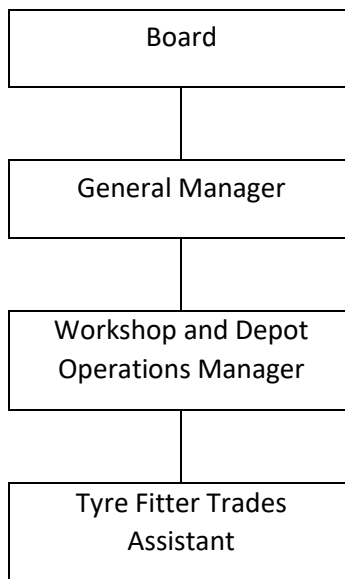 Board
General Manager
Workshop and Depot
Operations Manager
Tyre Fitter Trades
Assistant